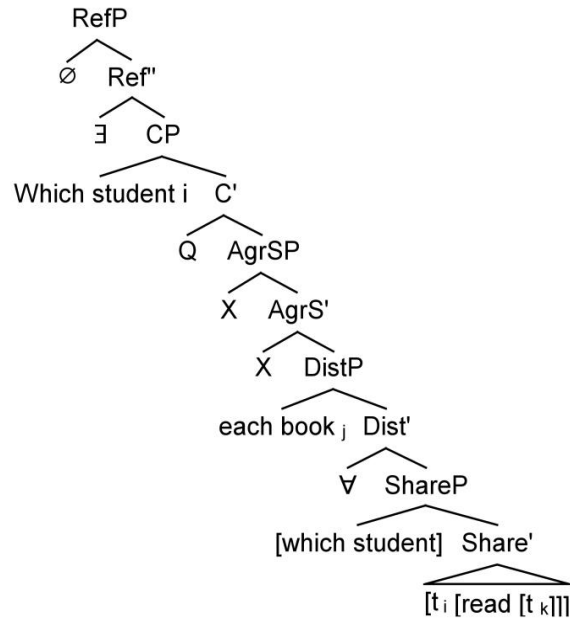 RefP
∅ Ref"
∃ CP
Which student i C'
Q AgrSP
X AgrS'
X DistP
each book j Dist'
∀ ShareP
[which student] Share'
[t i [read [t k]]]